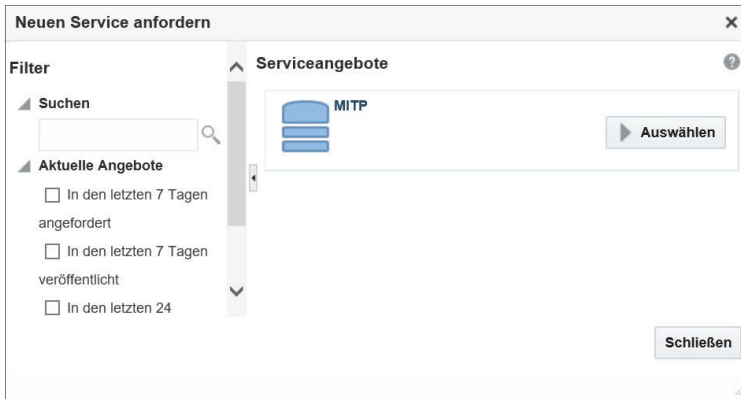 Neuen Service anfordern
Filter
Suchen
Aktuelle Angebote
In den letzten 7 Tagen
angefordert
In den letzten 7 Tagen
veröffentlicht
In den letzten 24
Serviceangebote
MITP
Auswählen
Schließen